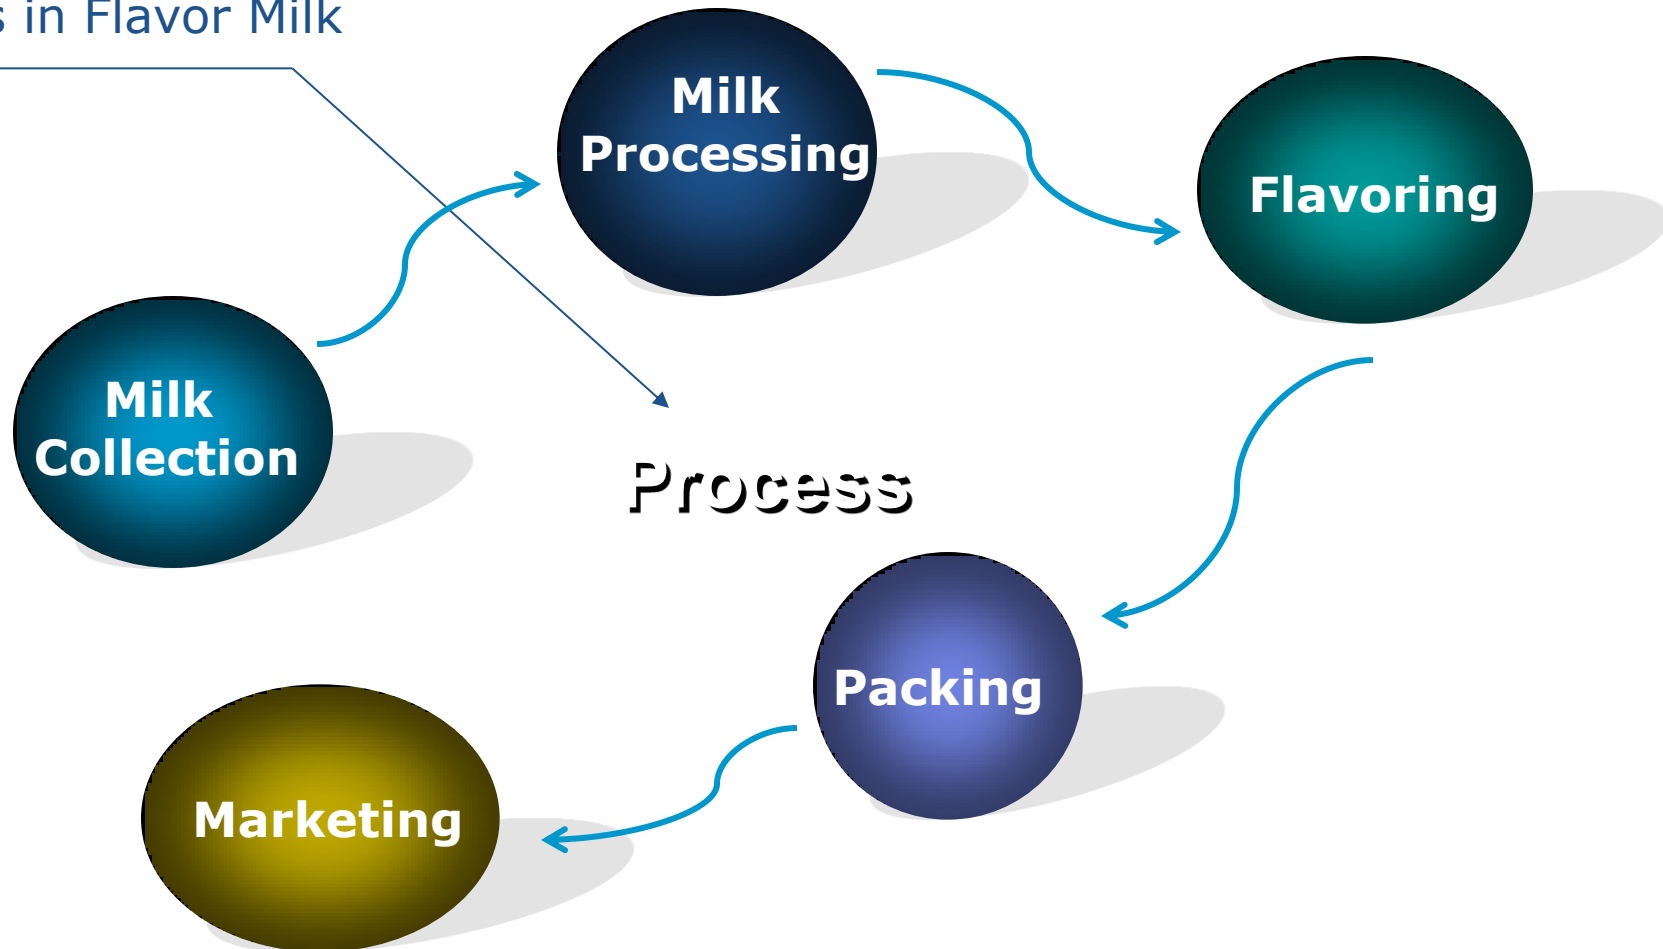 in Flavor Milk
Milk
Processing
Flavoring
Milk
Collection
Process
Packing
Marketing